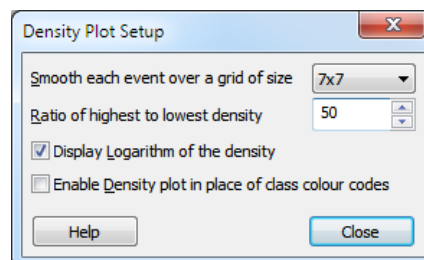 Density Plot Setup
Smooth each event over a grid of size 7x7
Ratio of highest to lowest density 50
Display Logarithm of the density
Enable Density plot in place of class colour codes
Help Close